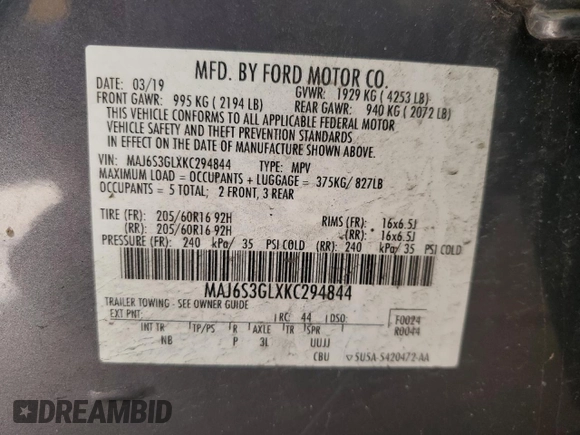 MFD. BY FORD MOTOR CO.
DATE: 03/19
GVWR: 1929 KG ( 4253 LB)
FRONT GAWR: 995 KG ( 2194 LB)
REAR GAWR: 940 KG ( 2072 LB)
THIS VEHICLE CONFORMS TO ALL APPLICABLE FEDERAL MOTOR
VEHICLE SAFETY AND THEFT PREVENTION STANDARDS
IN EFFECT ON THE DATE OF MANUFACTURE SHOWN ABOVE.
VIN: MAJ6S3GLXKC294844 TYPE: MPV
MAXIMUM LOAD = OCCUPANTS + LUGGAGE = 375KG/ 827LB
OCCUPANTS = 5 TOTAL; 2 FRONT, 3 REAR
TIRE (FR): 205/60R16 92H RIMS (FR): 16x6.5J
(RR): 205/60R16 92H (RR): 16x6.5J
PRESSURE (FR): 240 kPa/ 35 PSI COLD (RR): 240 kPa/ 35 PSI COLD
MAJ6S3GLXKC294844
TRAILER TOWING - SEE OWNER GUIDE
EXT PNT: RC: 44 DSO: F0024
R0044
INT TR TP/PS R AXLE TR SPR
NB P 3L UUJJ
CBU ▽5USA-S420472-AA
DREAMBID